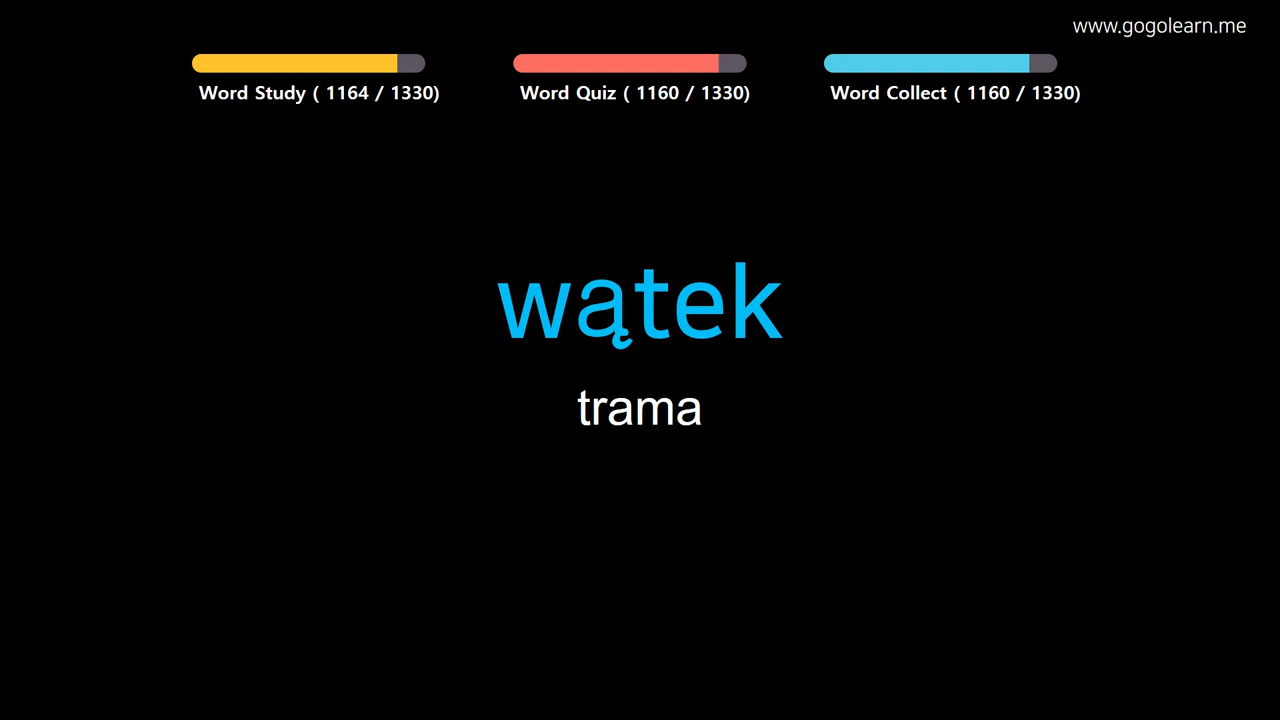 www.gogolearn.me
Word Study ( 1164 / 1330)
Word Quiz ( 1160 / 1330)
Word Collect ( 1160 / 1330)
wątek
trama